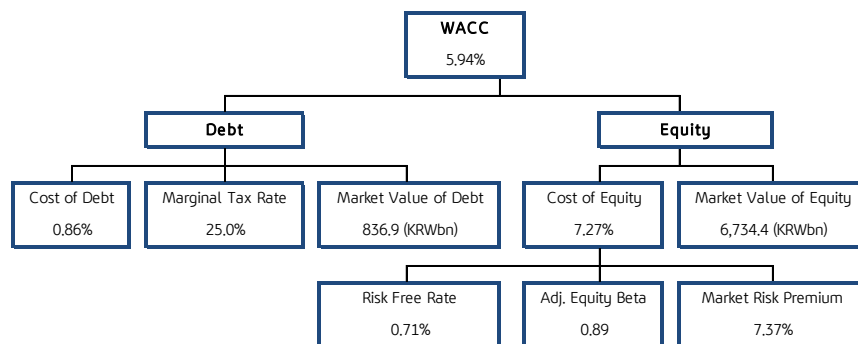 WACC
5.94%
Debt
Equity
Cost of Debt
0.86%
Marginal Tax Rate
25.0%
Market Value of Debt
836.9 (KRWbn)
Cost of Equity
7.27%
Market Value of Equity
6,734.4 (KRWbn)
Risk Free Rate
0.71%
Adj. Equity Beta
0.89
Market Risk Premium
7.37%